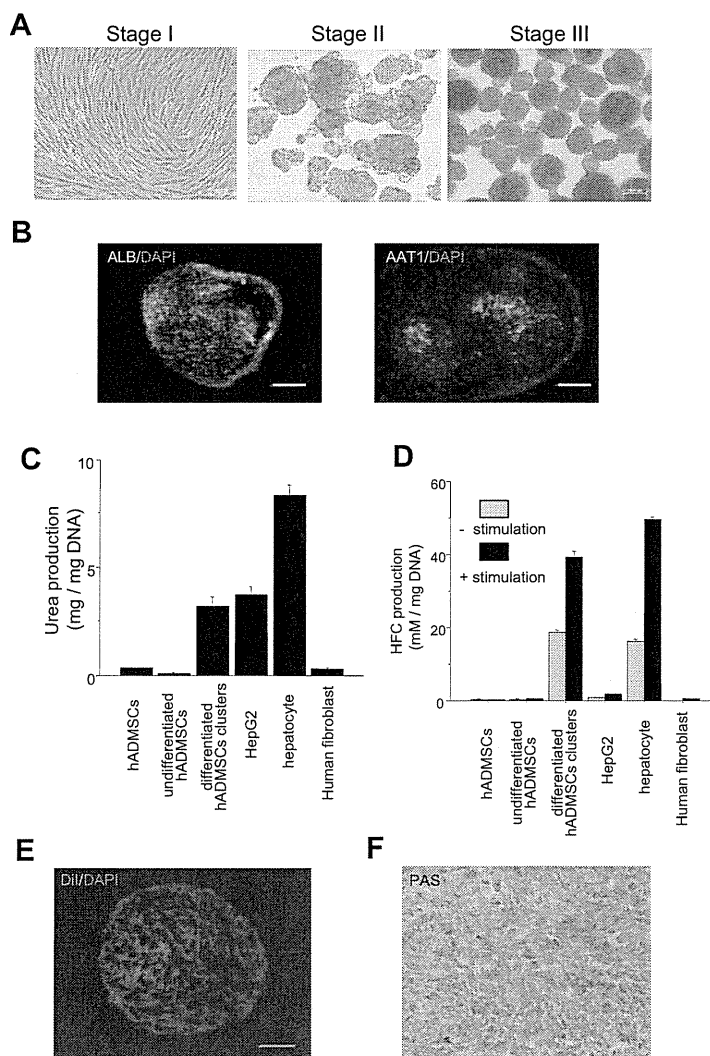 A
Stage I
Stage II
Stage III
B
ALB/DAPI
AAT1/DAPI
C
Urea production
(mg / mg DNA)
10
5
0
hADMSCs
undifferentiated
hADMSCs
differentiated
hADMSCs clusters
HepG2
hepatocyte
Human fibroblast
D
HFC production
(mM / mg DNA)
60
40
20
0
- stimulation
+ stimulation
hADMSCs
undifferentiated
hADMSCs
differentiated
hADMSCs clusters
HepG2
hepatocyte
Human fibroblast
E
DiI/DAPI
F
PAS